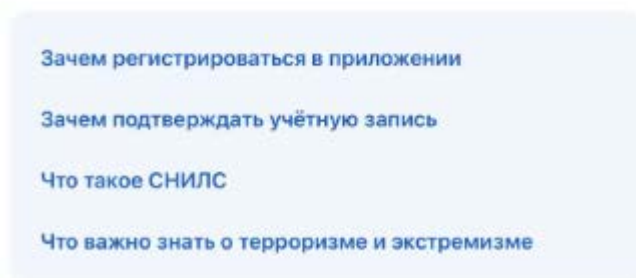 Зачем регистрироваться в приложении
Зачем подтверждать учётную запись
Что такое СНИЛС
Что важно знать о терроризме и экстремизме